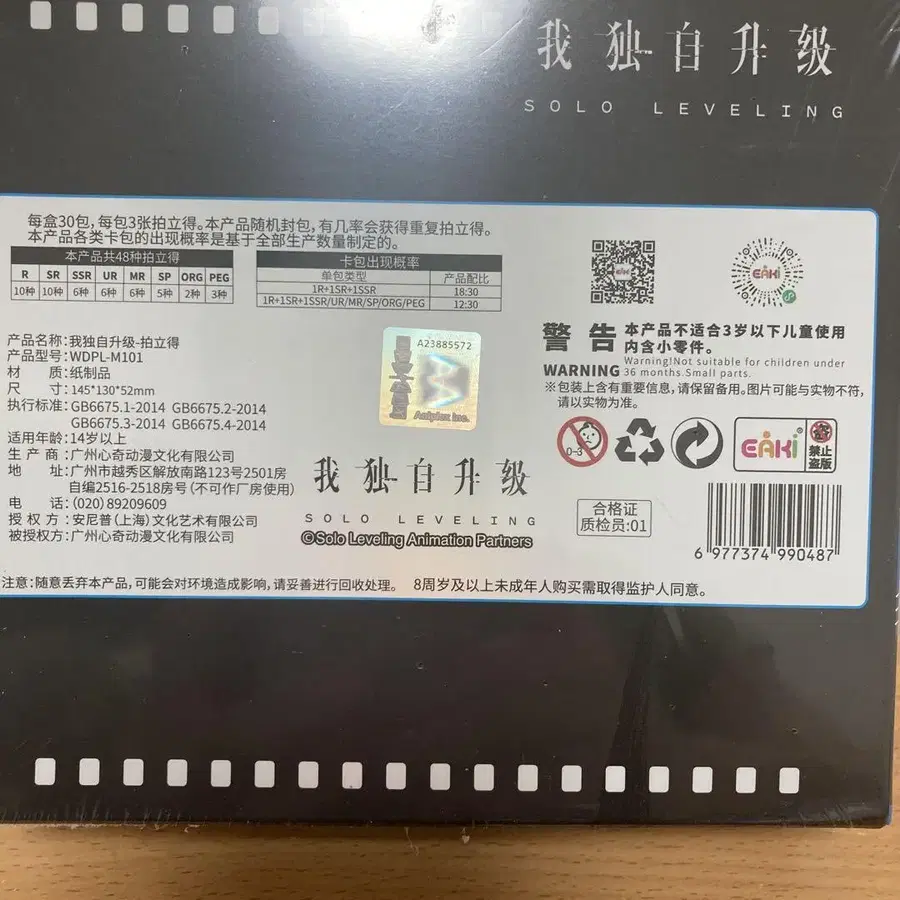 我独自升级
SOLO LEVELING
每盒30包,每包3张拍立得。本产品随机封包,有几率会获得重复拍立得。
本产品各类卡包的出现概率是基于全部生产数量制定的。
本产品共48种拍立得
R SR SSR UR MR SP ORG PEG
10种 10种 6种 6种 6种 5种 2种 3种
卡包出现概率
单包类型 产品配比
1R+1SR+1SSR 18:30
1R+1SR+1SSR/UR/MR/SP/ORG/PEG 12:30
EAKI
产品名称:我独自升级-拍立得
产品型号:WDPL-M101
材 质:纸制品
尺 寸:145*130*52mm
执行标准:GB6675.1-2014 GB6675.2-2014
GB6675.3-2014 GB6675.4-2014
适用年龄:14岁以上
生 产 商:广州心奇动漫文化有限公司
地 址:广州市越秀区解放南路123号2501房
自编2516-2518房号(不可作厂房使用)
电 话:(020)89209609
授 权 方:安尼普(上海)文化艺术有限公司
被授权方:广州心奇动漫文化有限公司
A23885572
Aniplex Inc.
我独自升级
SOLO LEVELING
©Solo Leveling Animation Partners
警告 本产品不适合3岁以下儿童使用
内含小零件。
WARNING Warning!Not suitable for children under
36 months.Small parts.
※包装上含有重要信息,请保留备用。图片可能与实物不符,
请以实物为准。
0-3
EAKI®
禁止
盗版
合格证
质检员:01
6 977374 990487
注意:随意丢弃本产品,可能会对环境造成影响,请妥善进行回收处理。 8周岁及以上未成年人购买需取得监护人同意。